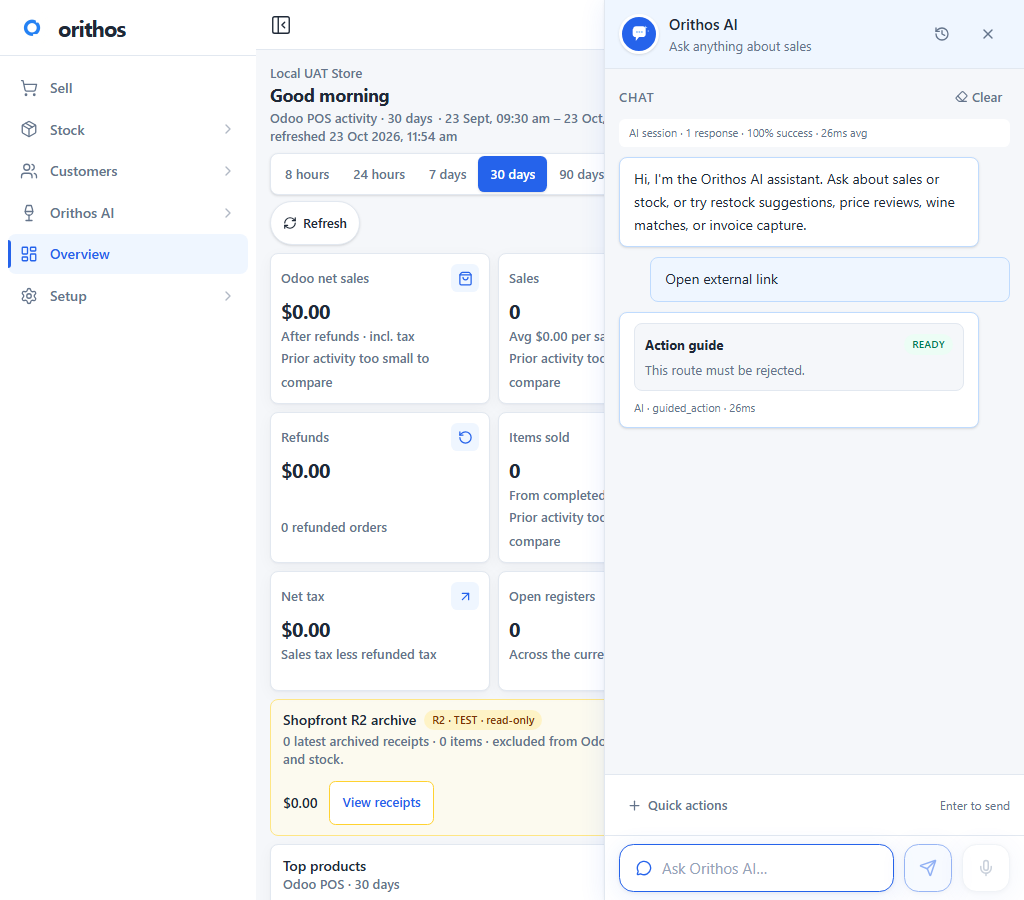 orithos
Sell
Stock
Customers
Orithos AI
Overview
Setup
Local UAT Store
Good morning
Odoo POS activity · 30 days · 23 Sept, 09:30 am – 23 Oct,
refreshed 23 Oct 2026, 11:54 am
8 hours
24 hours
7 days
30 days
90 days
Refresh
Odoo net sales
$0.00
After refunds · incl. tax
Prior activity too small to
compare
Sales
0
Avg $0.00 per sa
Prior activity too
compare
Refunds
$0.00
0 refunded orders
Items sold
0
From completed
Prior activity too
compare
Net tax
$0.00
Sales tax less refunded tax
Open registers
0
Across the curre
Shopfront R2 archive
R2 · TEST · read-only
0 latest archived receipts · 0 items · excluded from Odo
and stock.
$0.00
View receipts
Top products
Odoo POS · 30 days
Orithos AI
Ask anything about sales
CHAT
Clear
AI session · 1 response · 100% success · 26ms avg
Hi, I'm the Orithos AI assistant. Ask about sales or
stock, or try restock suggestions, price reviews, wine
matches, or invoice capture.
Open external link
Action guide
READY
This route must be rejected.
AI · guided_action · 26ms
Quick actions
Enter to send
Ask Orithos AI...